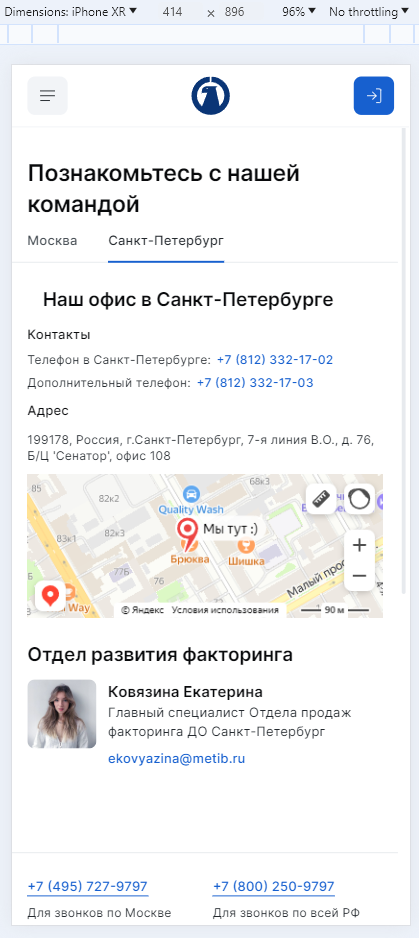 Dimensions: iPhone XR 414 x 896 96% No throttling
Познакомьтесь с нашей
командой
Москва Санкт-Петербург
Наш офис в Санкт-Петербурге
Контакты
Телефон в Санкт-Петербурге: +7 (812) 332-17-02
Дополнительный телефон: +7 (812) 332-17-03
Адрес
199178, Россия, г.Санкт-Петербург, 7-я линия В.О., д. 76,
Б/Ц 'Сенатор', офис 108
85
82к2
68к3
Quality Wash
83к1
83к2
Мы тут :)
Брюква
Шишка
Малый прос
Way
© Яндекс Условия использования
90 м
Отдел развития факторинга
Ковязина Екатерина
Главный специалист Отдела продаж
факторинга ДО Санкт-Петербург
ekovyazina@metib.ru
+7 (495) 727-9797 +7 (800) 250-9797
Для звонков по Москве Для звонков по всей РФ